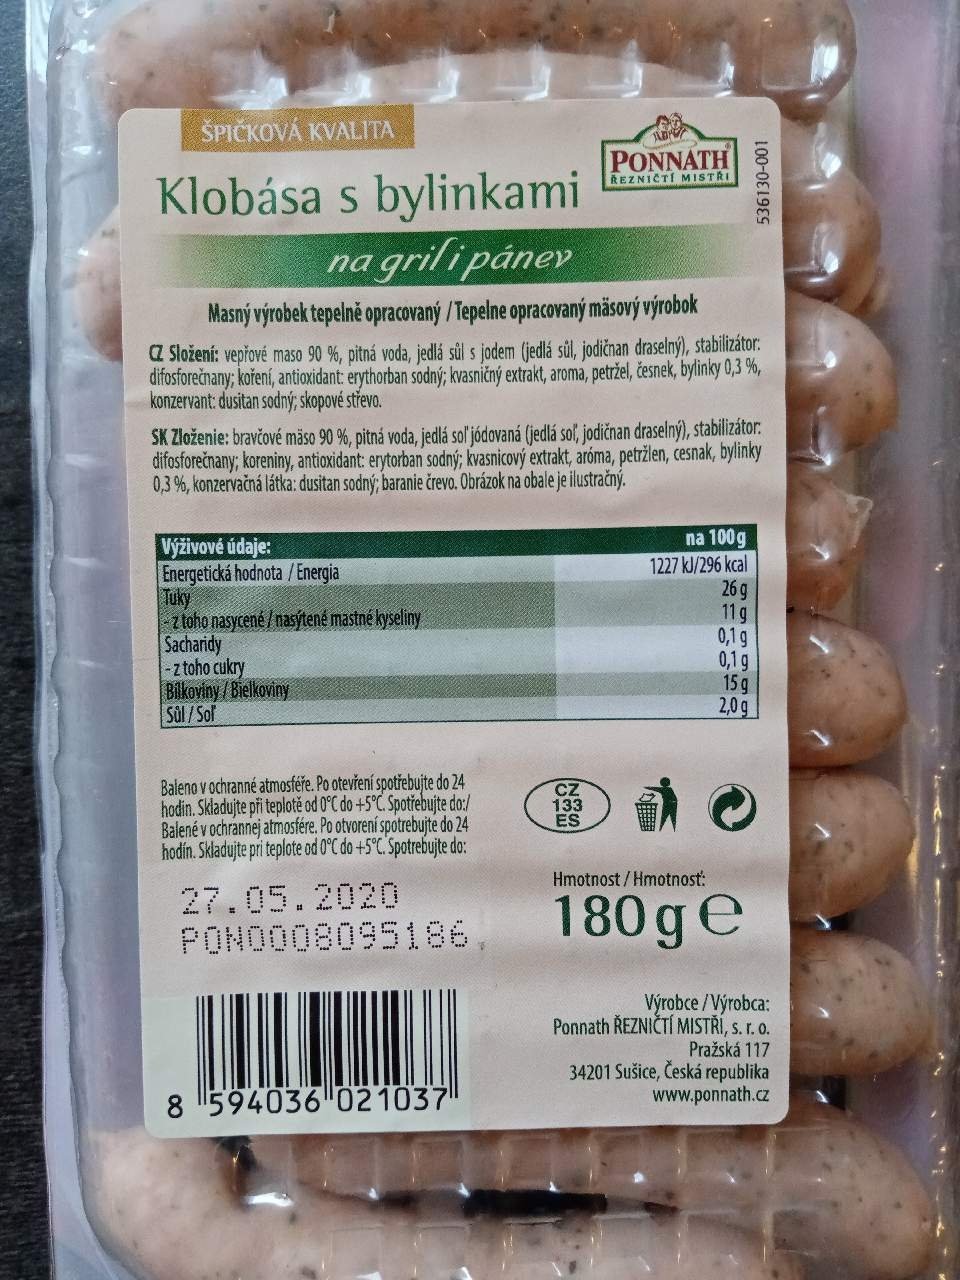 ŠPIČKOVÁ KVALITA
PONNATH
ŘEZNIČTÍ MISTŘI
536130-001
Klobása s bylinkami
na gril i pánev
Masný výrobek tepelně opracovaný / Tepelne opracovaný mäsový výrobok
CZ Složení: vepřové maso 90 %, pitná voda, jedlá sůl s jodem (jedlá sůl, jodičnan draselný), stabilizátor:
difosforečnany; koření, antioxidant: erythorban sodný; kvasničný extrakt, aroma, petržel, česnek, bylinky 0,3 %,
konzervant: dusitan sodný; skopové střevo.
SK Zloženie: bravčové mäso 90 %, pitná voda, jedlá soľ jódovaná (jedlá soľ, jodičnan draselný), stabilizátor:
difosforečnany; koreniny, antioxidant: erytorban sodný; kvasnicový extrakt, aróma, petržlen, cesnak, bylinky
0,3 %, konzervačná látka: dusitan sodný; baranie črevo. Obrázok na obale je ilustračný.
Výživové údaje: na 100 g
Energetická hodnota / Energia 1227 kJ/296 kcal
Tuky 26 g
- z toho nasycené / nasýtené mastné kyseliny 11 g
Sacharidy 0,1 g
- z toho cukry 0,1 g
Bílkoviny / Bielkoviny 15 g
Sůl / Soľ 2,0 g
Baleno v ochranné atmosféře. Po otevření spotřebujte do 24
hodin. Skladujte při teplotě od 0°C do +5°C. Spotřebujte do:/
Balené v ochrannej atmosfére. Po otvorení spotrebujte do 24
hodín. Skladujte pri teplote od 0°C do +5°C. Spotrebujte do:
CZ
133
ES
27.05.2020
PON0008095186
Hmotnost / Hmotnosť:
180 g e
Výrobce / Výrobca:
Ponnath ŘEZNIČTÍ MISTŘI, s. r. o.
Pražská 117
34201 Sušice, Česká republika
www.ponnath.cz
8 594036 021037